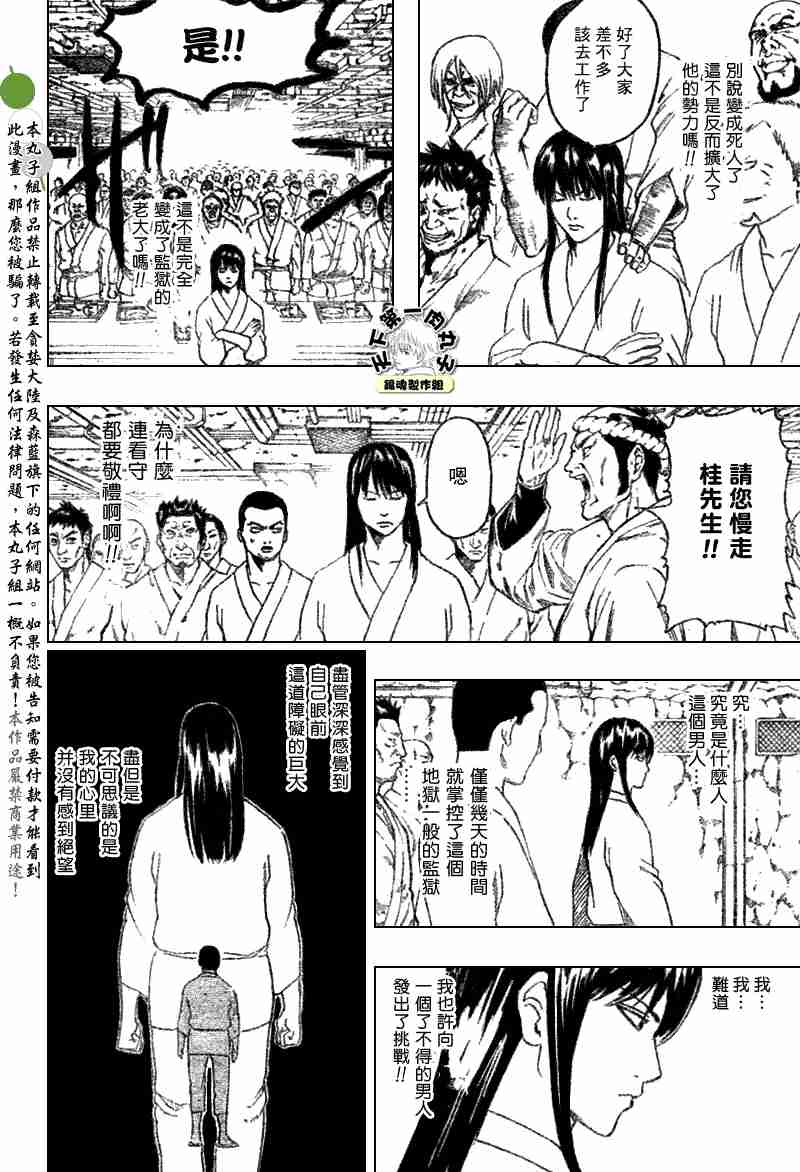 別說變成死人了
這不是反而擴大了
他的勢力嗎!!
好了大家
差不多
該去工作了
是!!
這不是完全
變成了監獄的
老大了嗎!!
天下第一肉丸子
銀魂製作組
請您慢走
桂先生!!
嗯
為什麼
連看守
都要敬禮啊啊!!
究…
究竟是什麼人
這個男人…
僅僅幾天的時間
就掌控了這個
地獄一般的監獄
………
盡管深深感覺到
自己眼前
這道障礙的巨大
盡但是
不可思議的是
我的心里
并沒有感到絕望
我…
我…
難道
我也許向
一個了不得的男人
發出了挑戰!!
本丸子組作品禁止轉載至貪婪大陸及森藍旗下的任何網站。如果您被告知需要付款才能看到
此漫畫，那麼您被騙了。若發生任何法律問題，本丸子組一概不負責！本作品嚴禁商業用途！